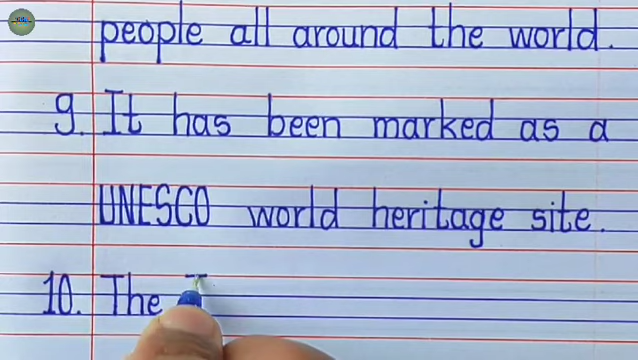 people all around the world.
9. It has been marked as a
UNESCO world heritage site.
10. The